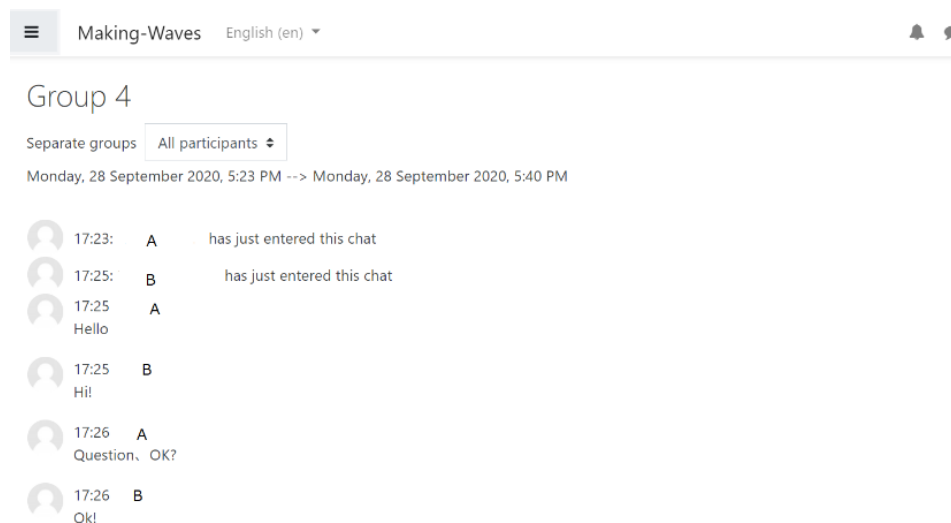 Making-Waves English (en)
Group 4
Separate groups All participants
Monday, 28 September 2020, 5:23 PM --> Monday, 28 September 2020, 5:40 PM
17:23: A has just entered this chat
17:25: B has just entered this chat
17:25 A
Hello
17:25 B
Hi!
17:26 A
Question、OK?
17:26 B
Ok!